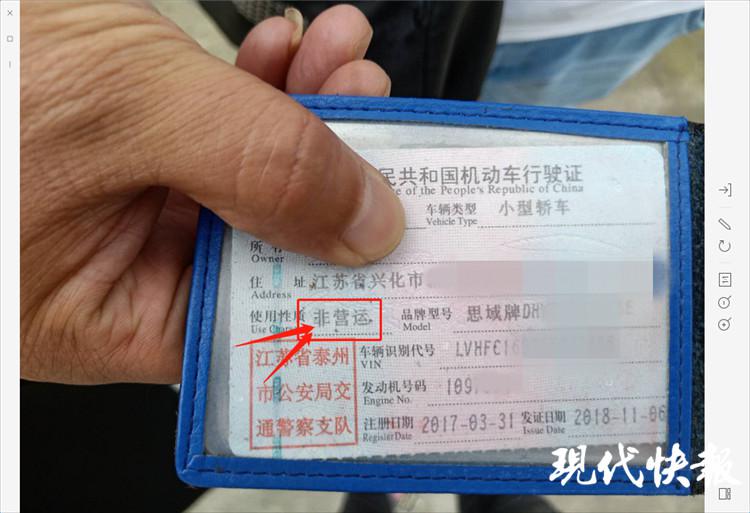 民共和国机动车行驶证
e of the People's Republic of China
车辆类型 小型轿车
Vehicle Type
所
Owner
住 址 江苏省兴化市
Address
使用性质 非营运 品牌型号 思域牌DH
Use Chara Model
江苏省泰州
市公安局交
通警察支队
车辆识别代号 LVHFC16
VIN
发动机号码 109
Engine No.
注册日期 2017-03-31 发证日期 2018-11-06
Register Date Issue Date
现代快報